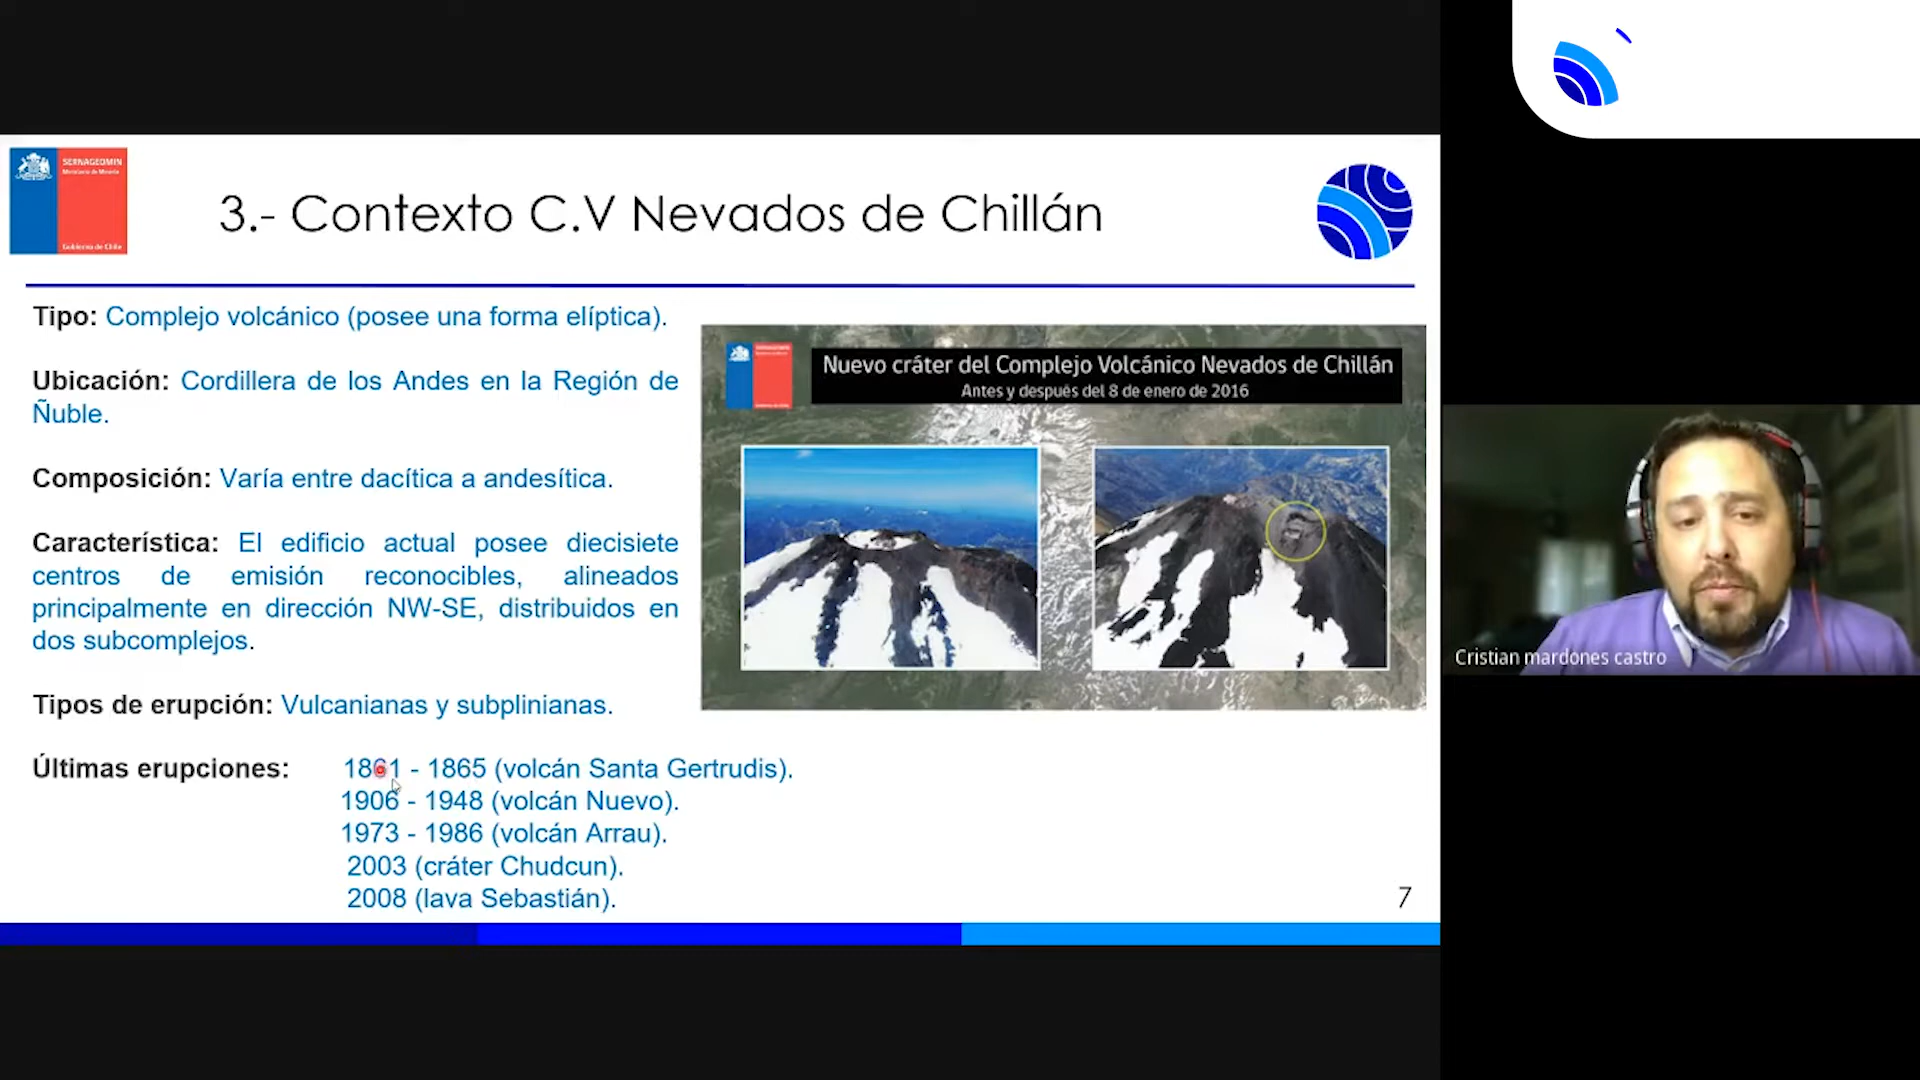 SERNAGEOMIN
Ministerio de Minería
Gobierno de Chile
3.- Contexto C.V Nevados de Chillán
Tipo: Complejo volcánico (posee una forma elíptica).
Ubicación: Cordillera de los Andes en la Región de
Ñuble.
Composición: Varía entre dacítica a andesítica.
Característica: El edificio actual posee diecisiete
centros de emisión reconocibles, alineados
principalmente en dirección NW-SE, distribuidos en
dos subcomplejos.
Tipos de erupción: Vulcanianas y subplinianas.
Últimas erupciones: 1861 - 1865 (volcán Santa Gertrudis).
1906 - 1948 (volcán Nuevo).
1973 - 1986 (volcán Arrau).
2003 (cráter Chudcun).
2008 (lava Sebastián).
Nuevo cráter del Complejo Volcánico Nevados de Chillán
Antes y después del 8 de enero de 2016
7
Cristian mardones castro